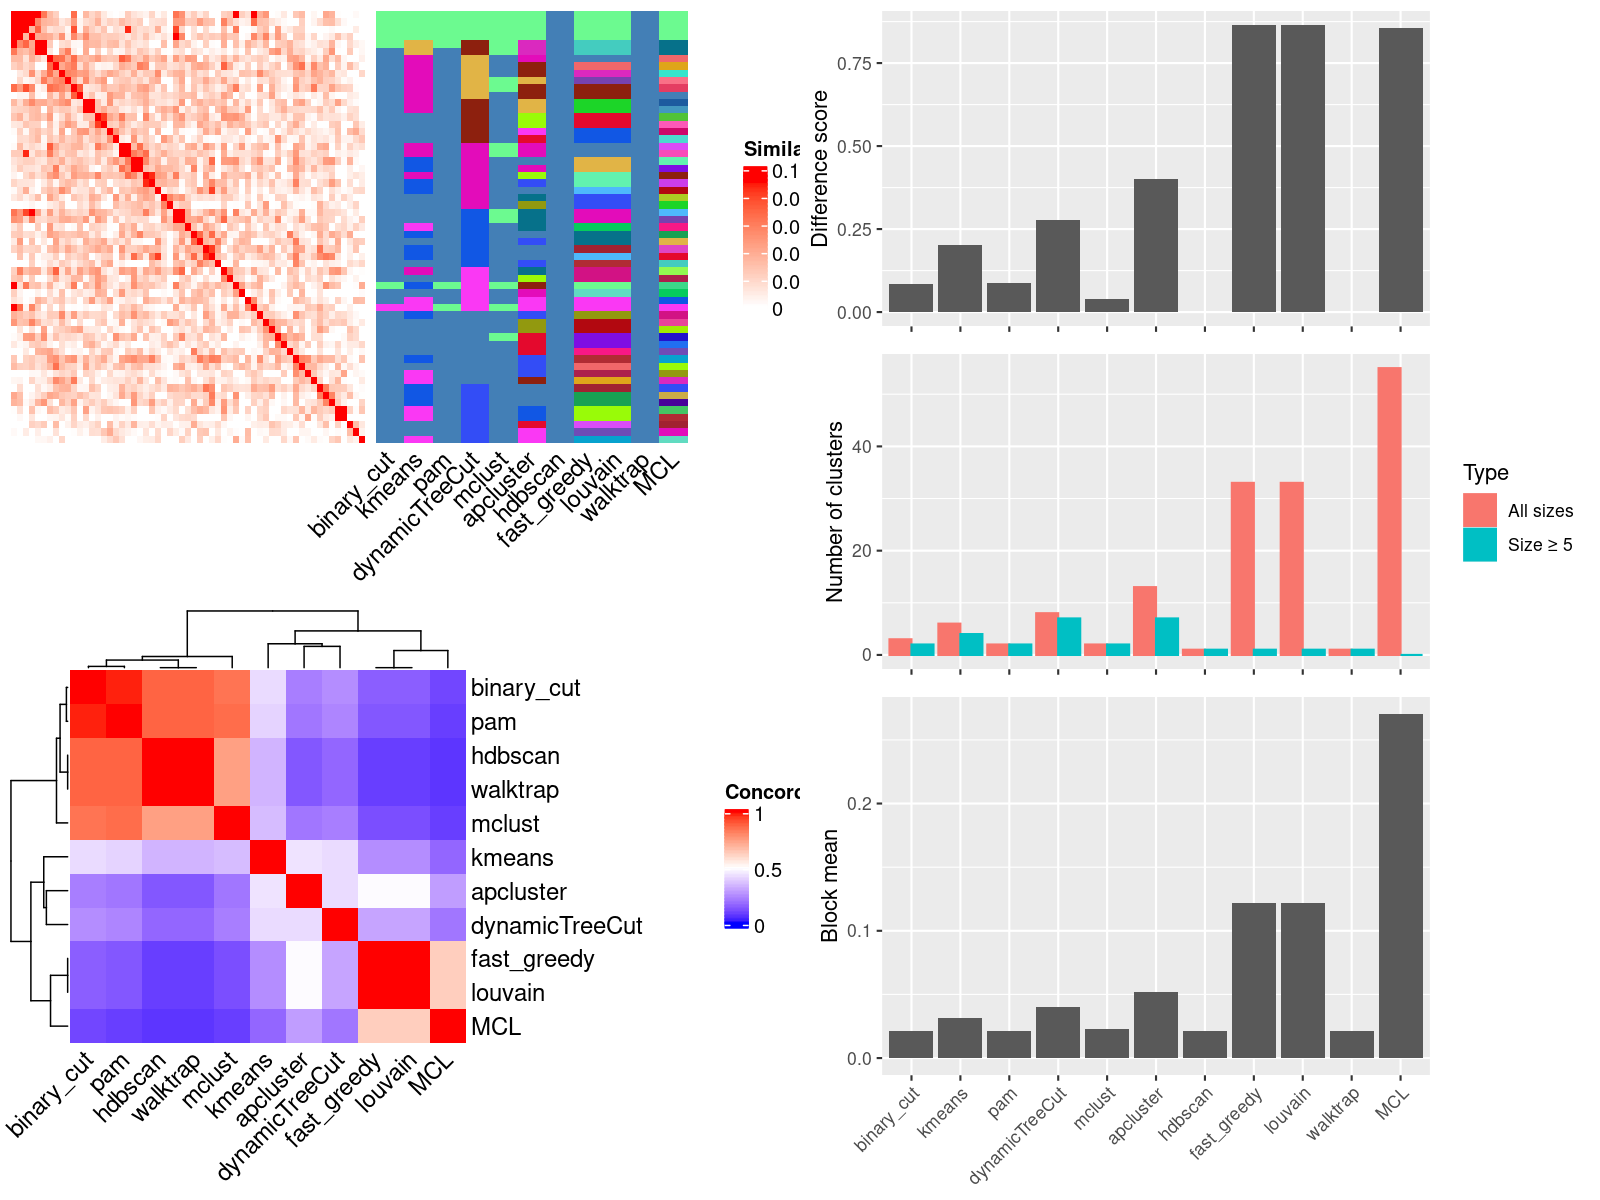 Simila
0.1
0.0
0.0
0.0
0.0
0
binary_cut
kmeans
pam
dynamicTreeCut
mclust
apcluster
hdbscan
fast_greedy
louvain
walktrap
MCL
binary_cut
pam
hdbscan
walktrap
mclust
kmeans
apcluster
dynamicTreeCut
fast_greedy
louvain
MCL
binary_cut
pam
hdbscan
walktrap
mclust
kmeans
apcluster
dynamicTreeCut
fast_greedy
louvain
MCL
Concord
1
0.5
0
Difference score
0.75
0.50
0.25
0.00
Number of clusters
40
20
0
Type
All sizes
Size ≥ 5
Block mean
0.2
0.1
0.0
binary_cut
kmeans
pam
dynamicTreeCut
mclust
apcluster
hdbscan
fast_greedy
louvain
walktrap
MCL